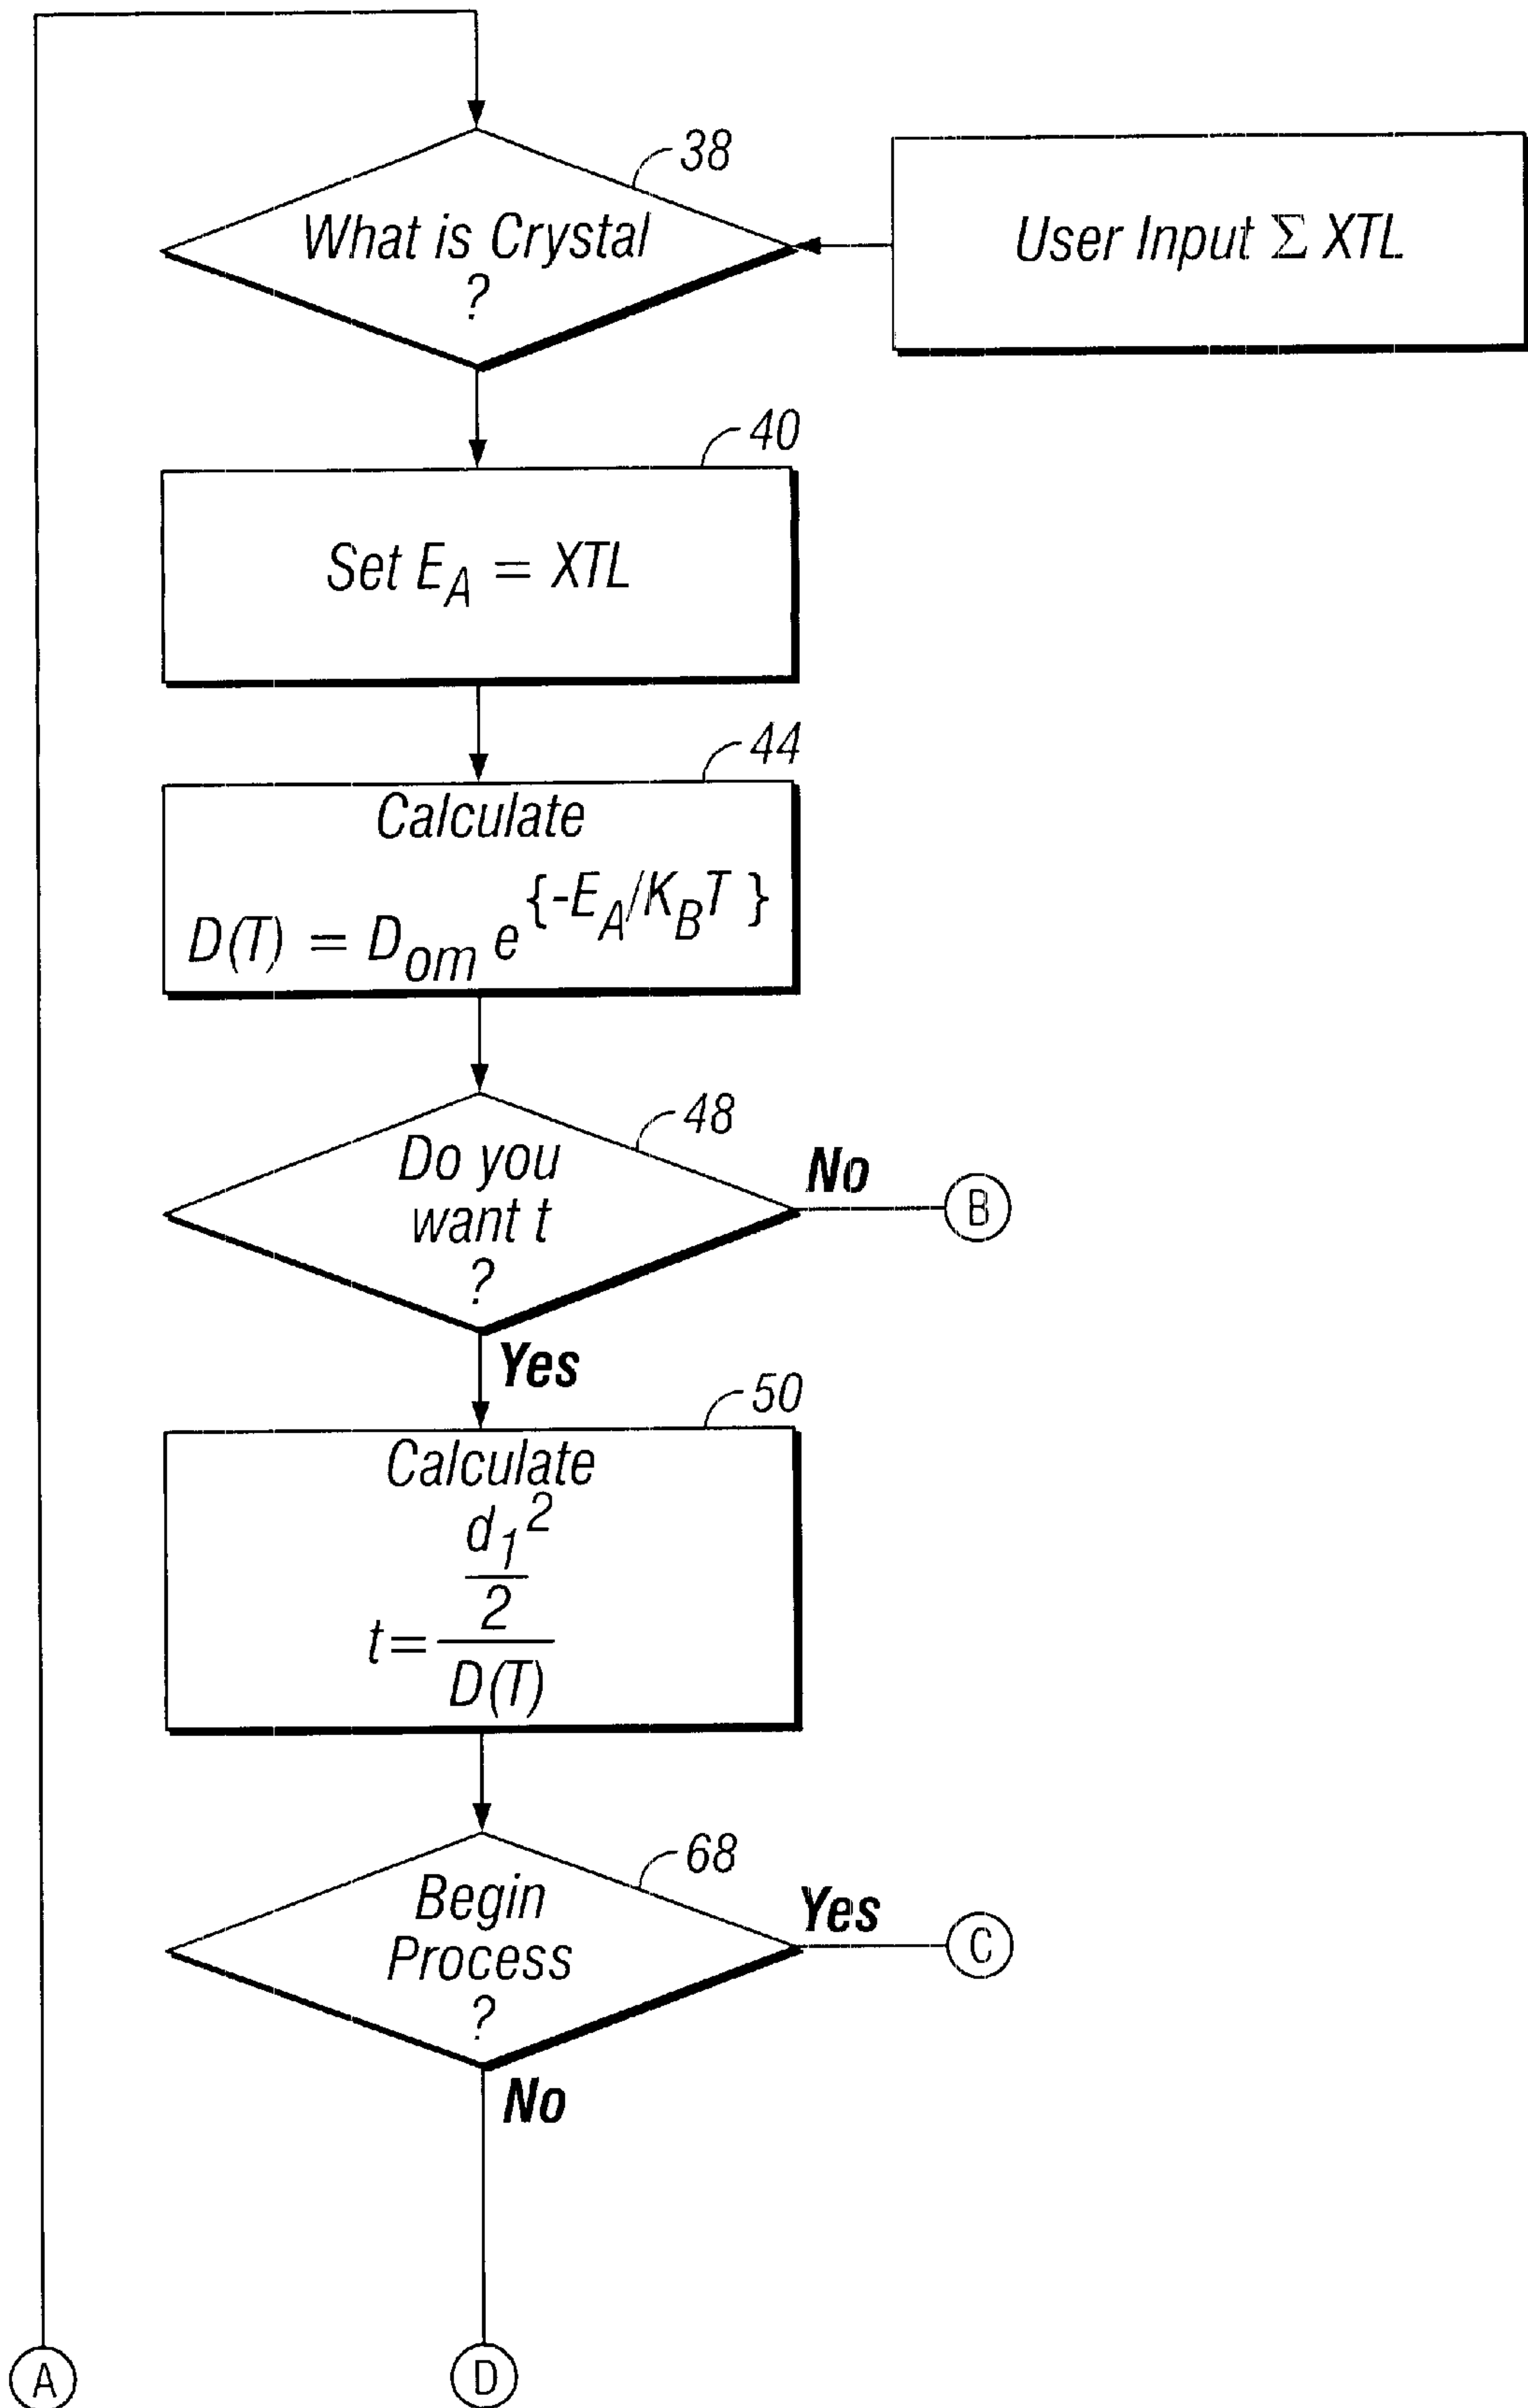 38
What is Crystal
?
User Input Σ XTL
40
Set E_A = XTL
44
Calculate
D(T) = D_om e^{-E_A/K_B T}
48
Do you
want t
?
No
B
Yes
50
Calculate
d_1^2
2
t=
D(T)
68
Begin
Process
?
Yes
C
No
A
D